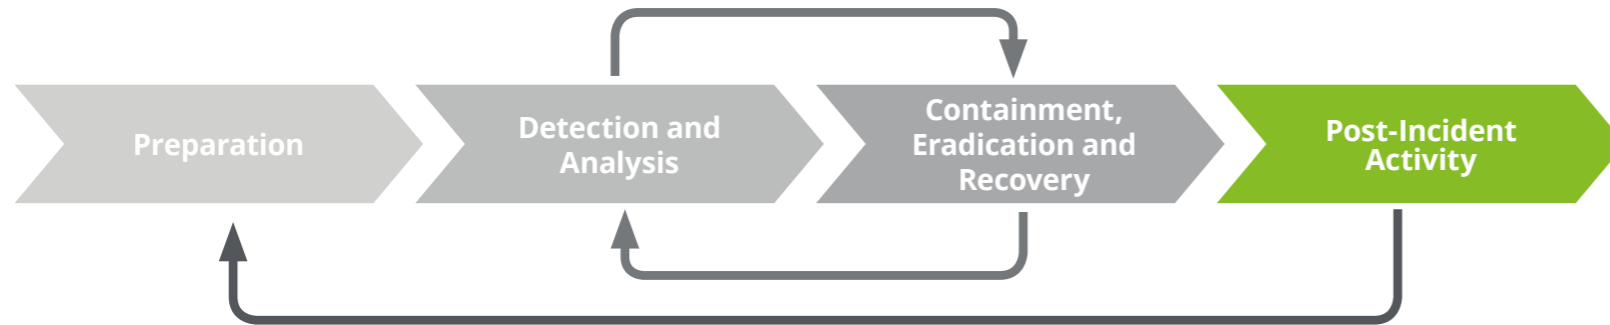 Preparation
Detection and
Analysis
Containment,
Eradication and
Recovery
Post-Incident
Activity